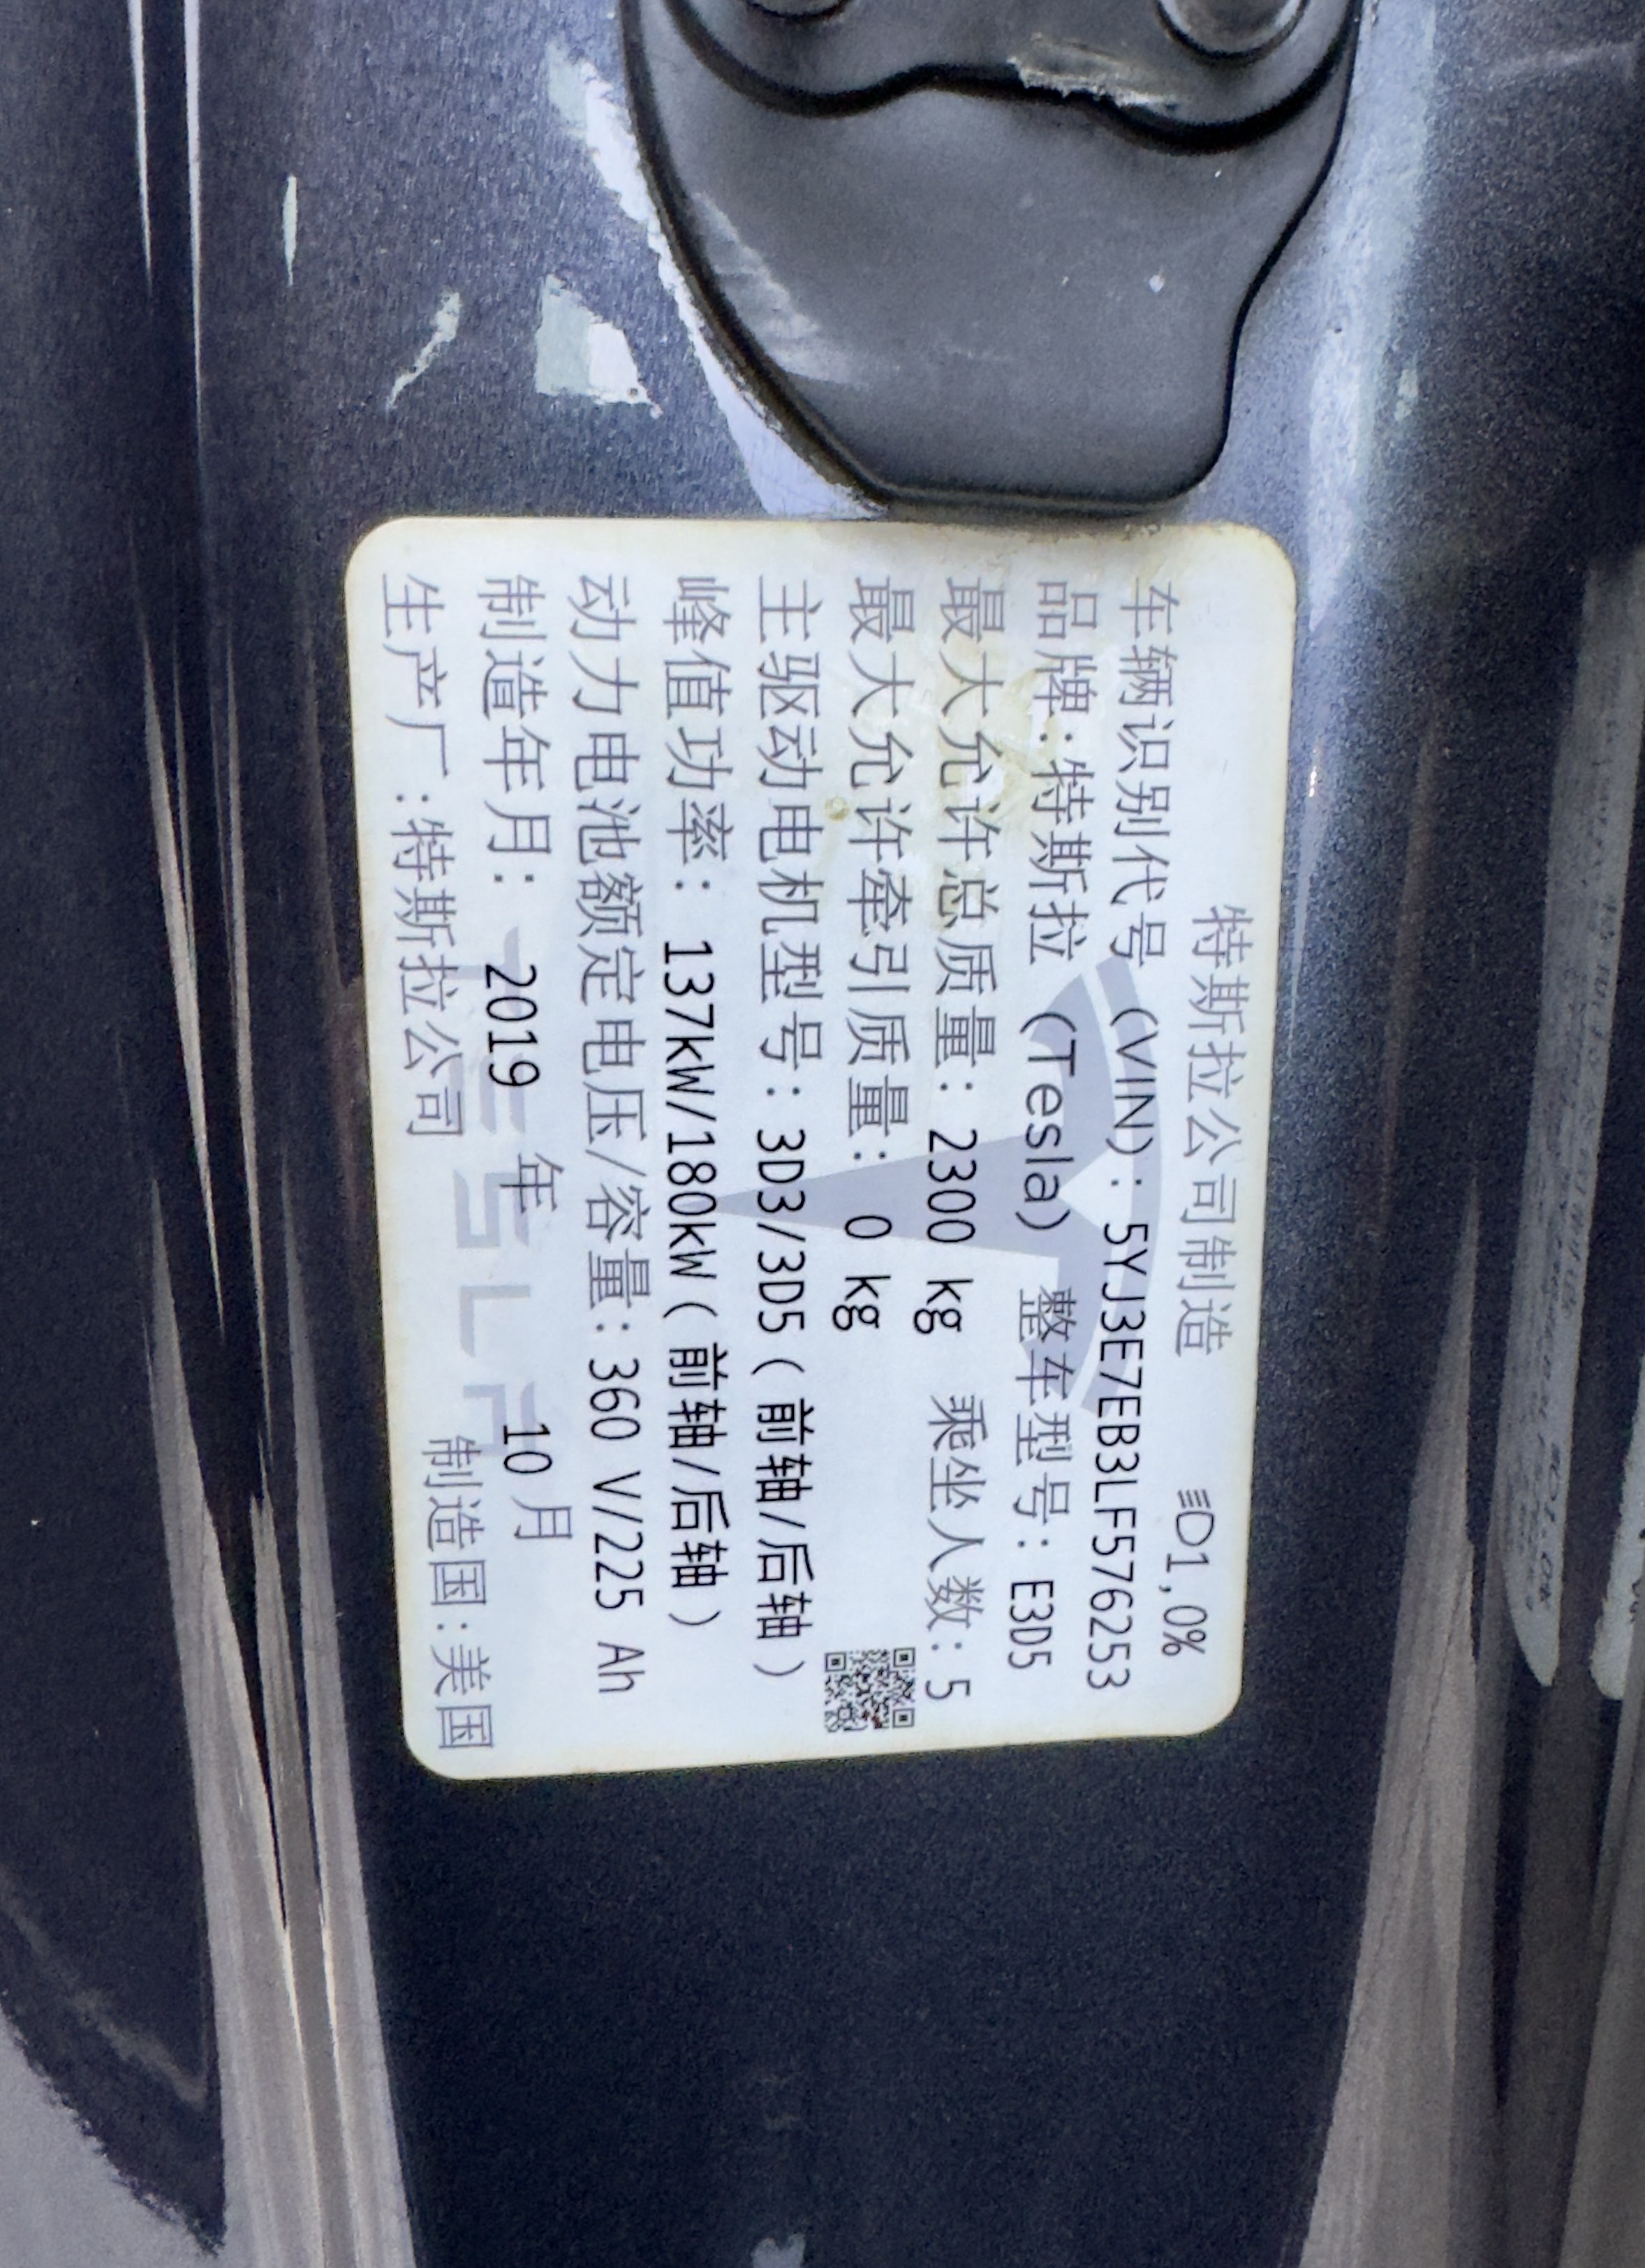 特斯拉公司制造 ΞD1,0%
车辆识别代号 (VIN): 5YJ3E7EB3LF576253
品牌:特斯拉 (Tesla) 整车型号: E3D5
最大允许总质量: 2300 kg 乘坐人数: 5
最大允许牵引质量: 0 kg
主驱动电机型号: 3D3/3D5(前轴/后轴)
峰值功率: 137kW/180kW(前轴/后轴)
动力电池额定电压/容量: 360 V/225 Ah
制造年月: 2019 年 10 月
生产厂:特斯拉公司 制造国:美国